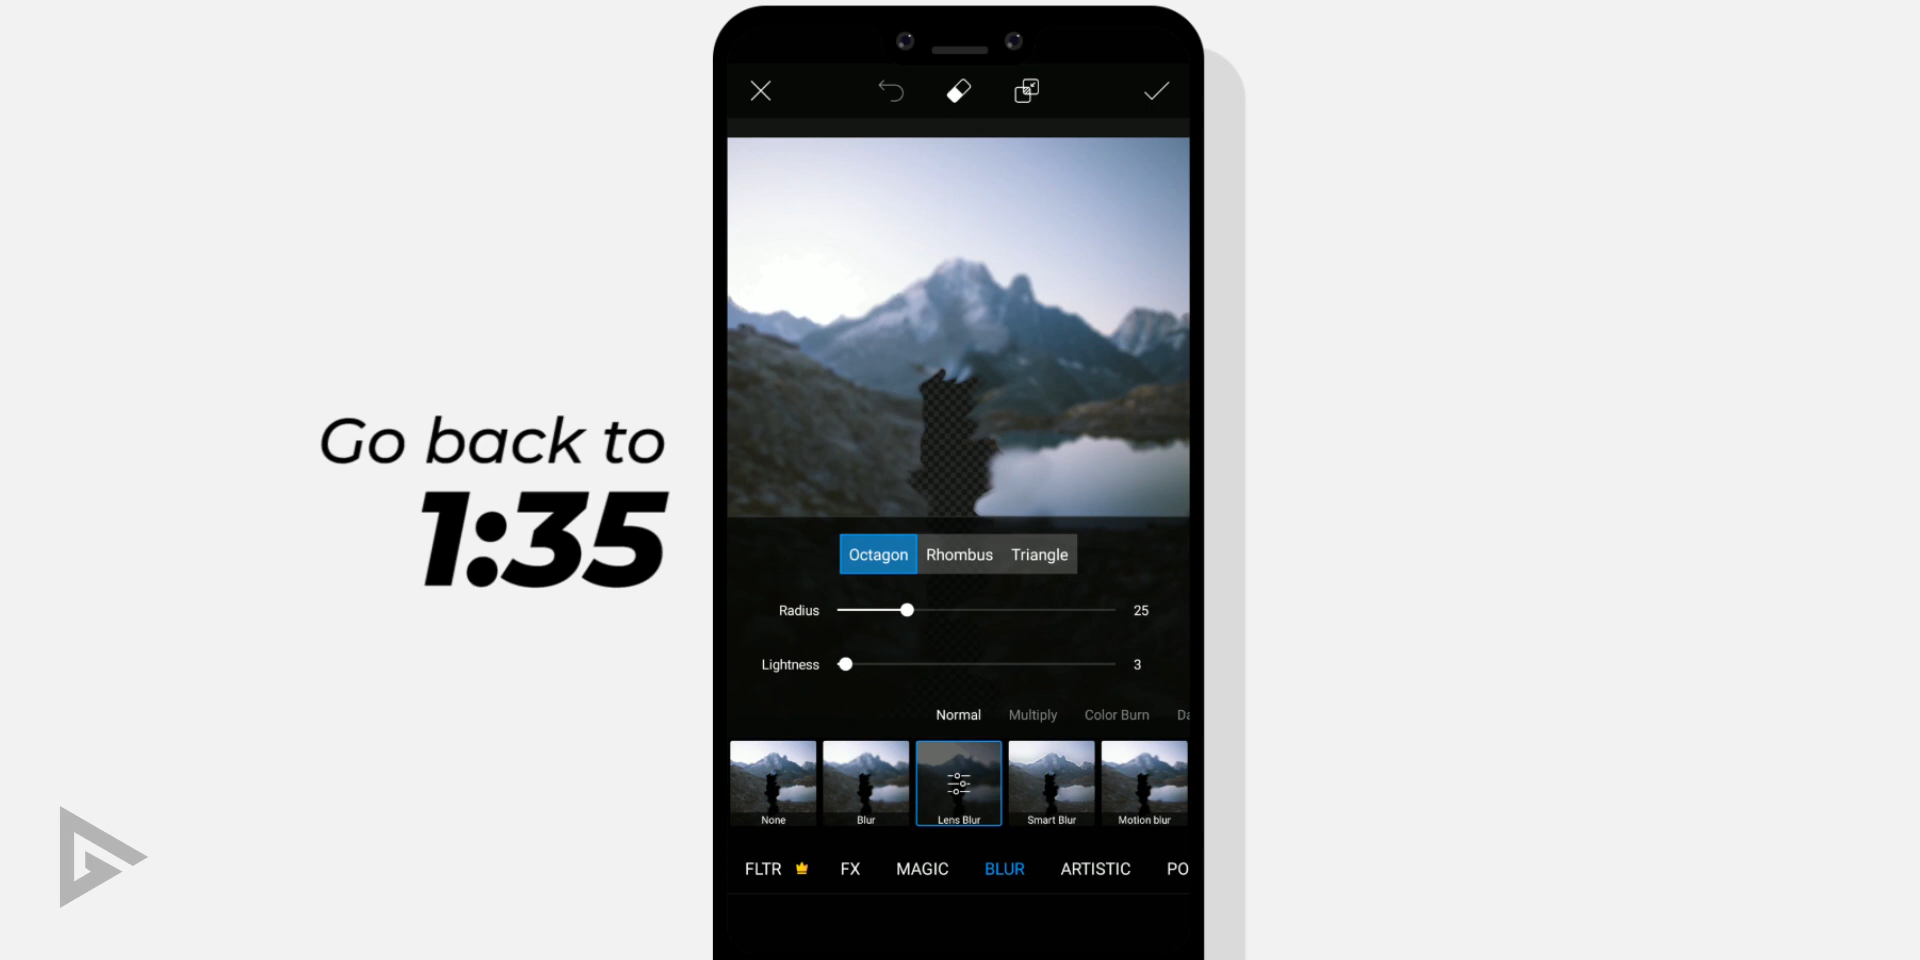 Go back to
1:35
Octagon Rhombus Triangle
Radius 25
Lightness 3
Normal Multiply Color Burn Da
None Blur Lens Blur Smart Blur Motion blur
FLTR FX MAGIC BLUR ARTISTIC PO